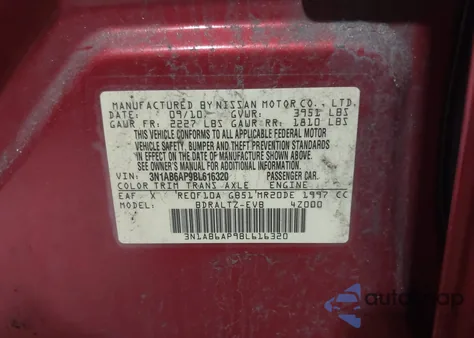 MANUFACTURED BY NISSAN MOTOR CO., LTD.
DATE: 09/10 GVWR: 3951 LBS
GAWR FR: 2227 LBS GAWR RR: 1810 LBS
THIS VEHICLE CONFORMS TO ALL APPLICABLE FEDERAL MOTOR
VEHICLE SAFETY, BUMPER AND THEFT PREVENTION STANDARDS
IN EFFECT ON THE DATE OF MANUFACTURE SHOWN ABOVE.
SEE OWNER'S MANUAL FOR ADDITIONAL INFORMATION.
VIN: 3N1AB6AP9BL616320 PASSENGER CAR.
COLOR TRIM TRANS AXLE ENGINE
EAF X RE0F10A GB51 MR20DE 1997 CC
MODEL: BDRALTZ-EVB 4Z000
3N1AB6AP9BL616320